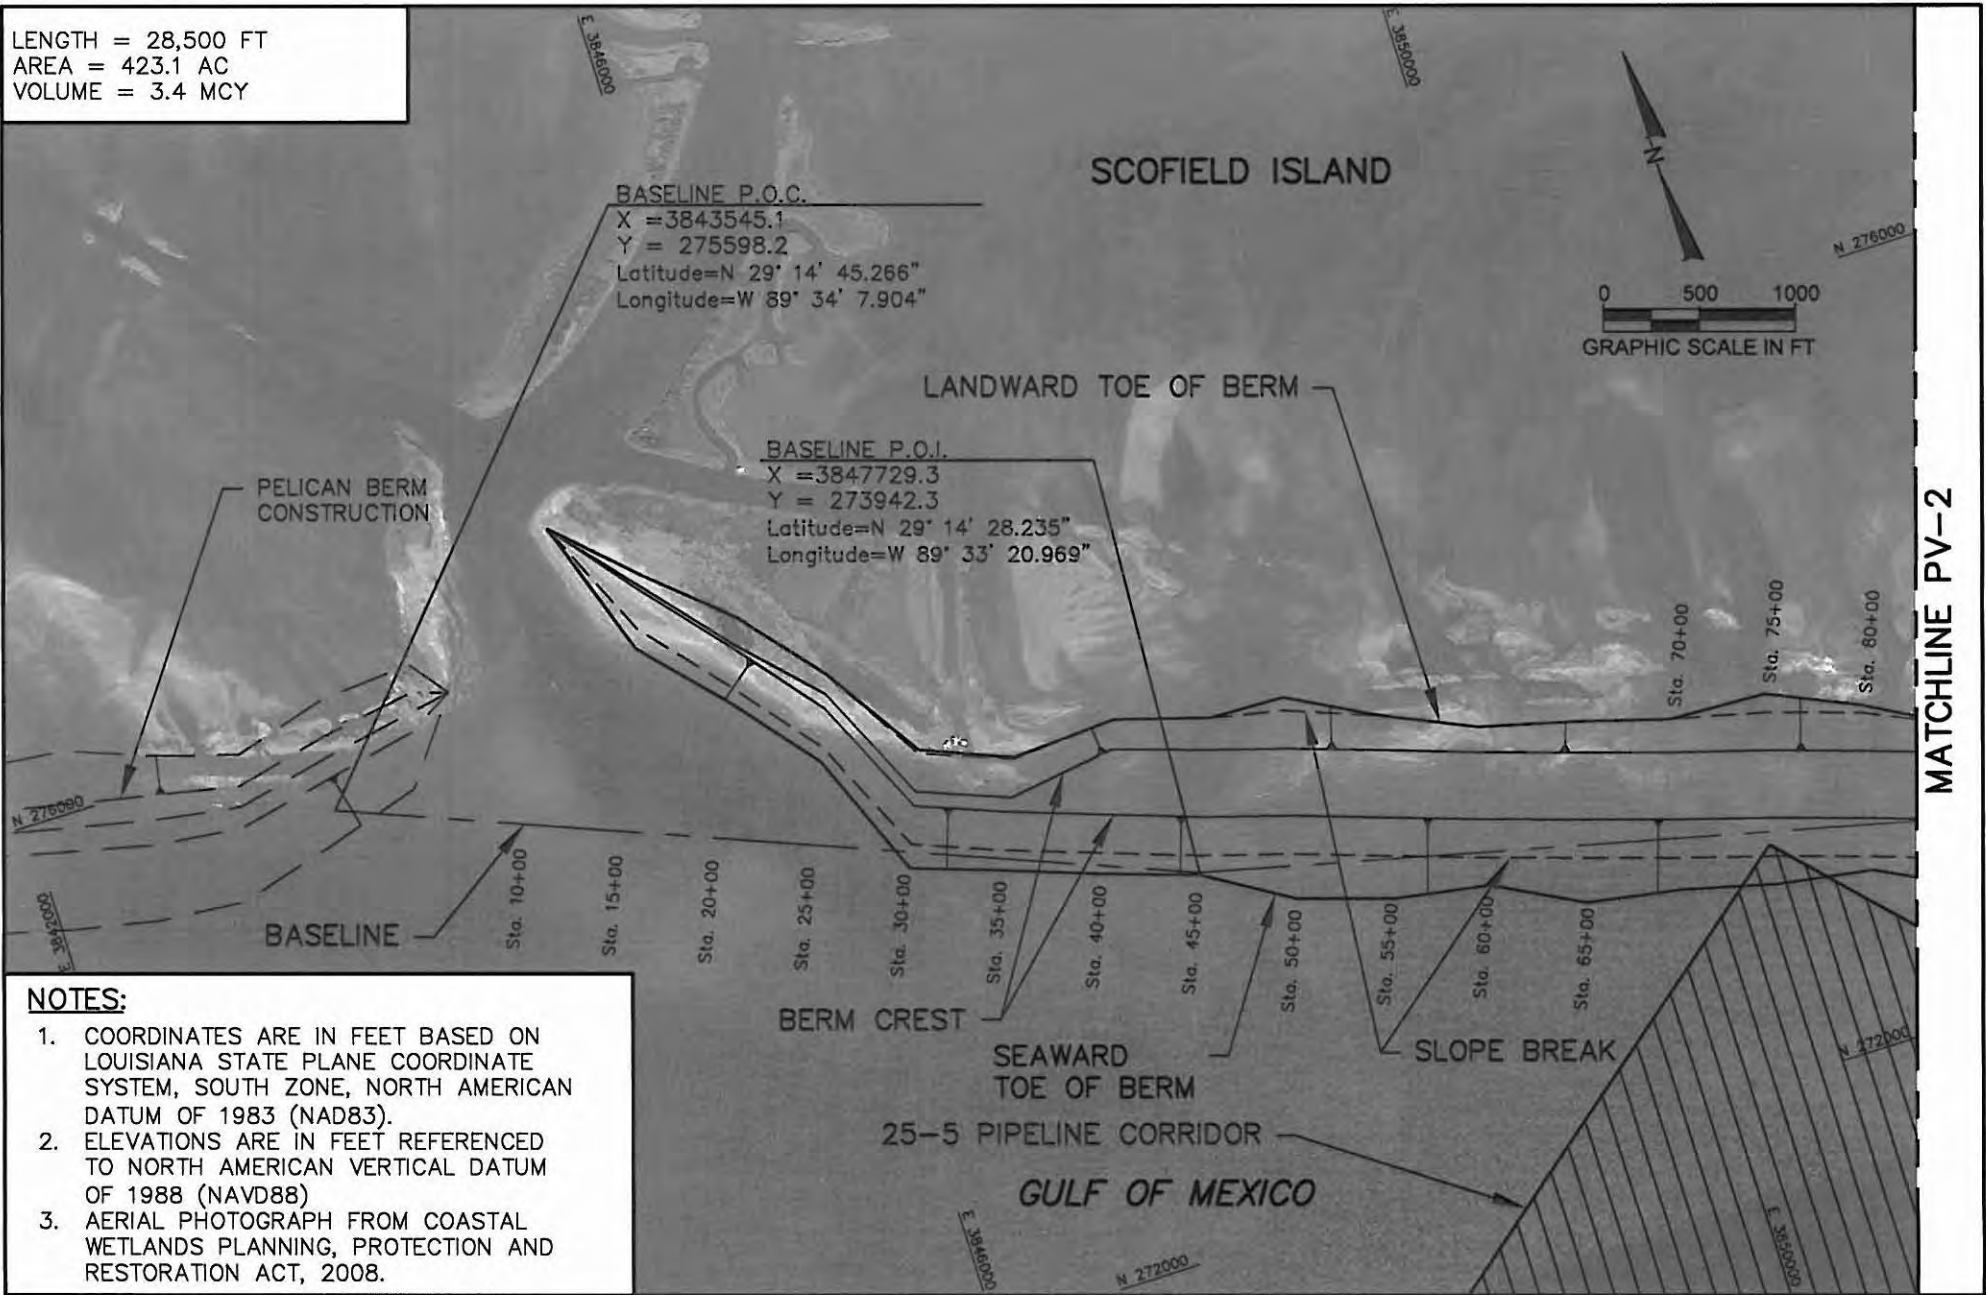 LENGTH = 28,500 FT
AREA = 423.1 AC
VOLUME = 3.4 MCY
E 3846000
E 3850000
SCOFIELD ISLAND
N
N 276000
0 500 1000
GRAPHIC SCALE IN FT
BASELINE P.O.C.
X =3843545.1
Y = 275598.2
Latitude=N 29° 14' 45.266"
Longitude=W 89° 34' 7.904"
LANDWARD TOE OF BERM
BASELINE P.O.I.
X =3847729.3
Y = 273942.3
Latitude=N 29° 14' 28.235"
Longitude=W 89° 33' 20.969"
PELICAN BERM
CONSTRUCTION
MATCHLINE PV-2
Sta. 70+00
Sta. 75+00
Sta. 80+00
N 276000
E 3842000
BASELINE
Sta. 10+00
Sta. 15+00
Sta. 20+00
Sta. 25+00
Sta. 30+00
Sta. 35+00
Sta. 40+00
Sta. 45+00
Sta. 50+00
Sta. 55+00
Sta. 60+00
Sta. 65+00
BERM CREST
SEAWARD
TOE OF BERM
SLOPE BREAK
N 272000
25-5 PIPELINE CORRIDOR
GULF OF MEXICO
E 3846000
N 272000
E 3850000
NOTES:
1. COORDINATES ARE IN FEET BASED ON
LOUISIANA STATE PLANE COORDINATE
SYSTEM, SOUTH ZONE, NORTH AMERICAN
DATUM OF 1983 (NAD83).
2. ELEVATIONS ARE IN FEET REFERENCED
TO NORTH AMERICAN VERTICAL DATUM
OF 1988 (NAVD88)
3. AERIAL PHOTOGRAPH FROM COASTAL
WETLANDS PLANNING, PROTECTION AND
RESTORATION ACT, 2008.